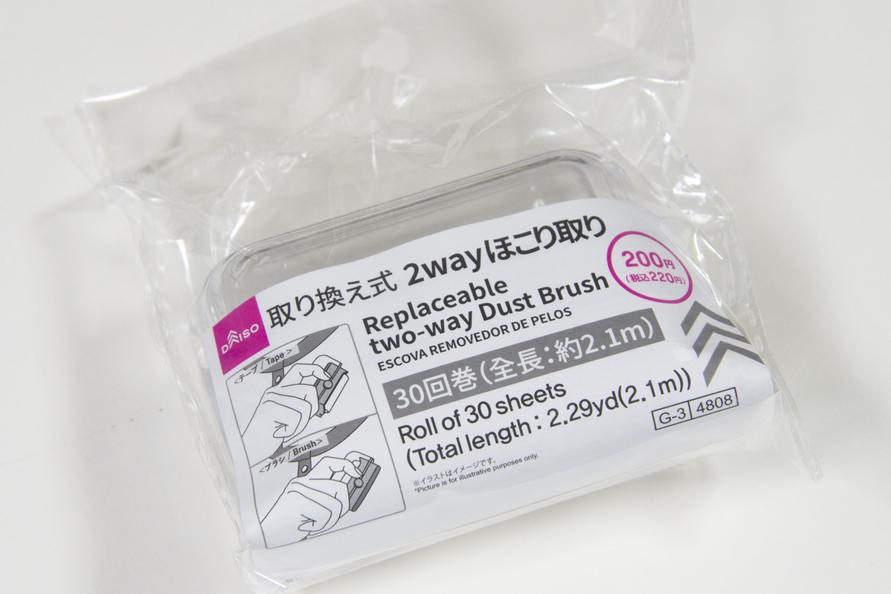 DAISO
取り換え式 2wayほこり取り
200円
(税込220円)
Replaceable
two-way Dust Brush
ESCOVA REMOVEDOR DE PELOS
30回巻(全長:約2.1m)
Roll of 30 sheets
(Total length : 2.29yd(2.1m))
G-3 4808
<テープ/Tape>
<ブラシ/Brush>
※イラストはイメージです。
*Picture is for illustrative purposes only.